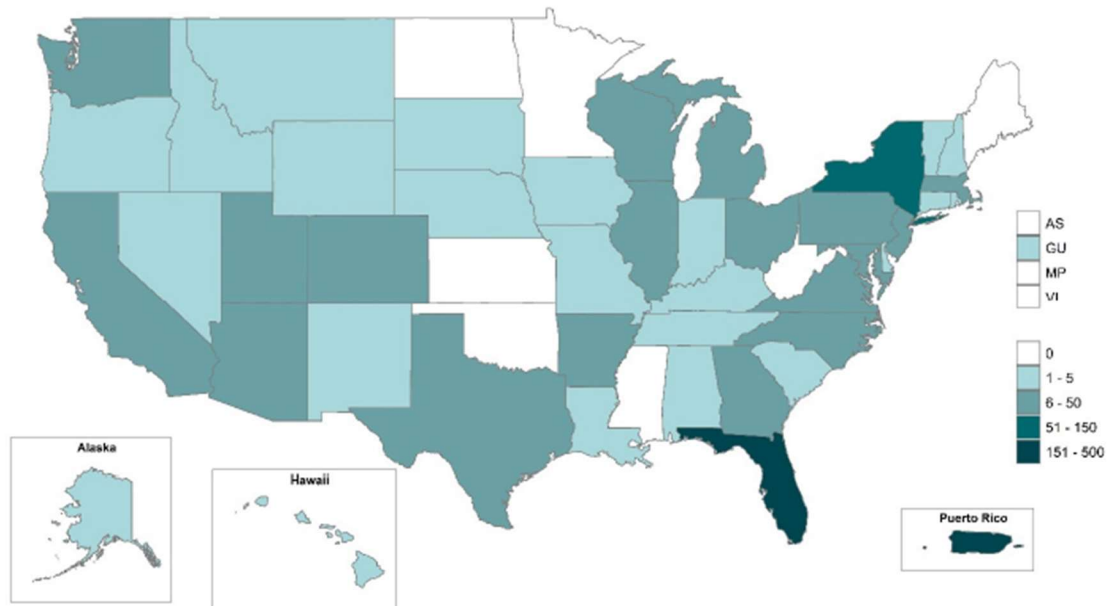 AS
GU
MP
VI
0
1 - 5
6 - 50
51 - 150
151 - 500
Alaska
Hawaii
Puerto Rico